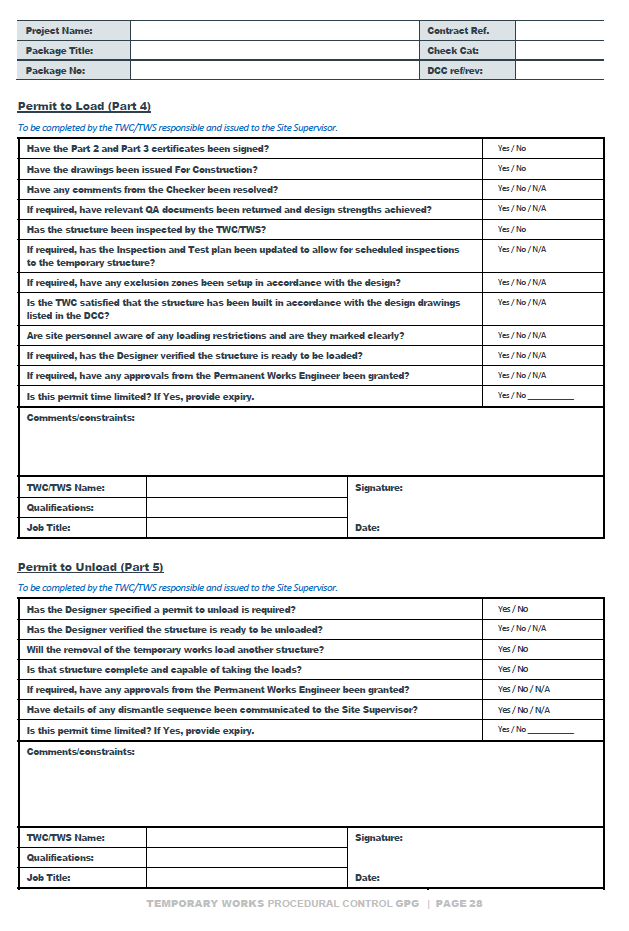 Project Name: Contract Ref.
Package Title: Check Cat:
Package No: DCC ref/rev:
Permit to Load (Part 4)
To be completed by the TWC/TWS responsible and issued to the Site Supervisor.
Have the Part 2 and Part 3 certificates been signed? Yes / No
Have the drawings been issued For Construction? Yes / No
Have any comments from the Checker been resolved? Yes / No / N/A
If required, have relevant QA documents been returned and design strengths achieved? Yes / No / N/A
Has the structure been inspected by the TWC/TWS? Yes / No
If required, has the Inspection and Test plan been updated to allow for scheduled inspections Yes / No / N/A
to the temporary structure?
If required, have any exclusion zones been setup in accordance with the design? Yes / No / N/A
Is the TWC satisfied that the structure has been built in accordance with the design drawings Yes / No / N/A
listed in the DCC?
Are site personnel aware of any loading restrictions and are they marked clearly? Yes / No / N/A
If required, has the Designer verified the structure is ready to be loaded? Yes / No / N/A
If required, have any approvals from the Permanent Works Engineer been granted? Yes / No / N/A
Is this permit time limited? If Yes, provide expiry. Yes / No __________
Comments/constraints:
TWC/TWS Name: Signature:
Qualifications:
Job Title: Date:
Permit to Unload (Part 5)
To be completed by the TWC/TWS responsible and issued to the Site Supervisor.
Has the Designer specified a permit to unload is required? Yes / No
Has the Designer verified the structure is ready to be unloaded? Yes / No / N/A
Will the removal of the temporary works load another structure? Yes / No
Is that structure complete and capable of taking the loads? Yes / No
If required, have any approvals from the Permanent Works Engineer been granted? Yes / No / N/A
Have details of any dismantle sequence been communicated to the Site Supervisor? Yes / No / N/A
Is this permit time limited? If Yes, provide expiry. Yes / No __________
Comments/constraints:
TWC/TWS Name: Signature:
Qualifications:
Job Title: Date:
TEMPORARY WORKS PROCEDURAL CONTROL GPG | PAGE 28